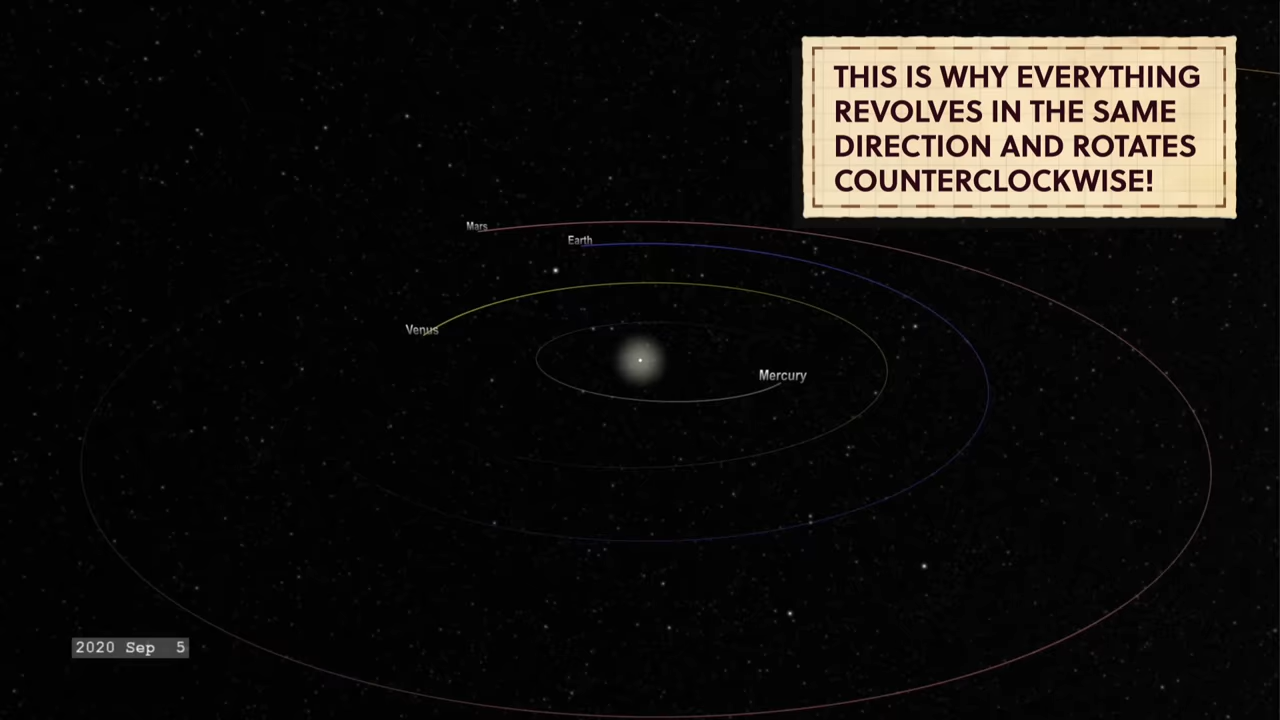 THIS IS WHY EVERYTHING
REVOLVES IN THE SAME
DIRECTION AND ROTATES
COUNTERCLOCKWISE!
Mars
Earth
Venus
Mercury
2020 Sep 5